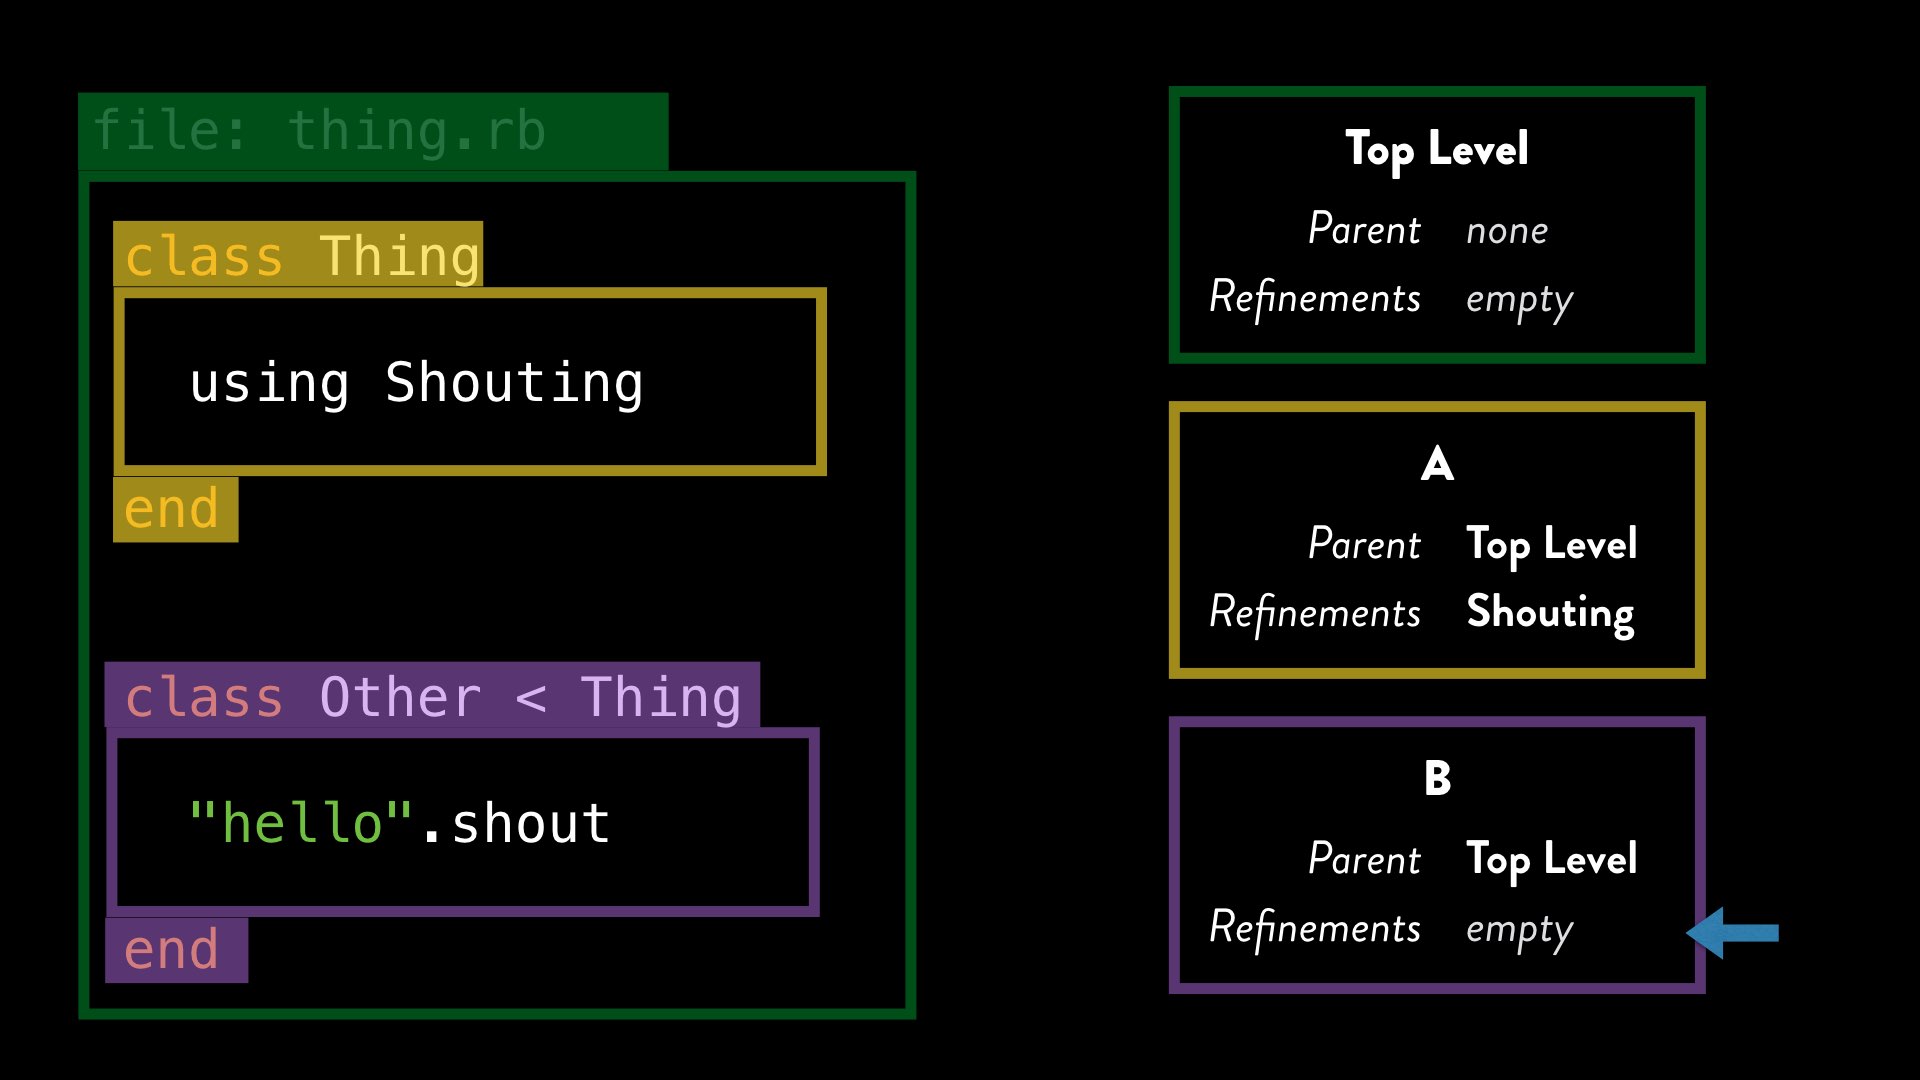 file: thing.rb
class Thing
using Shouting
end
class Other < Thing
"hello".shout
end
Top Level
Parent none
Refinements empty
A
Parent Top Level
Refinements Shouting
B
Parent Top Level
Refinements empty